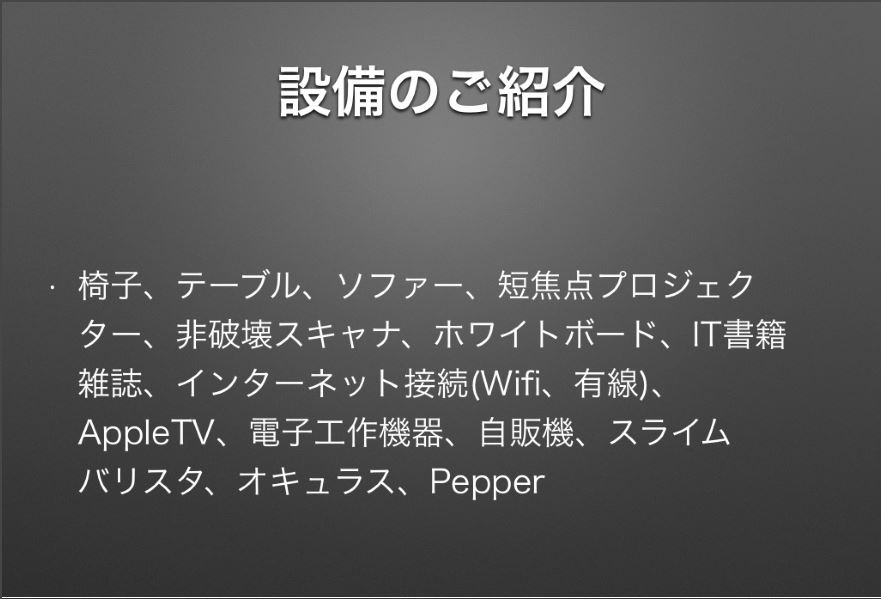 設備のご紹介
・椅子、テーブル、ソファー、短焦点プロジェク
ター、非破壊スキャナ、ホワイトボード、IT書籍
雑誌、インターネット接続(Wifi、有線)、
AppleTV、電子工作機器、自販機、スライム
バリスタ、オキュラス、Pepper